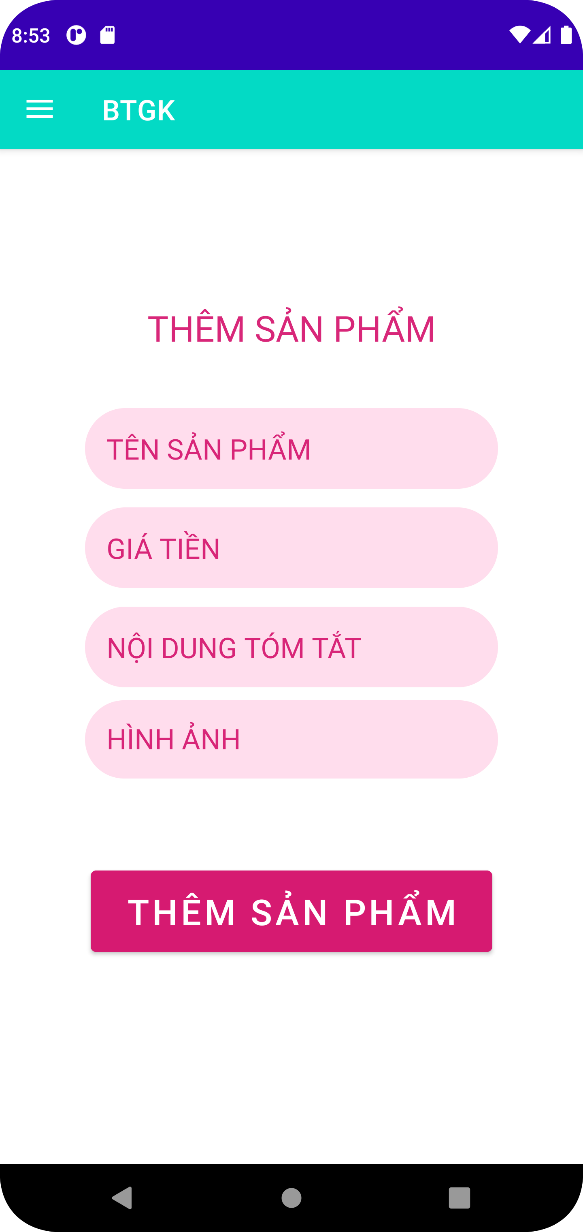 8:53
BTGK
THÊM SẢN PHẨM
TÊN SẢN PHẨM
GIÁ TIỀN
NỘI DUNG TÓM TẮT
HÌNH ẢNH
THÊM SẢN PHẨM